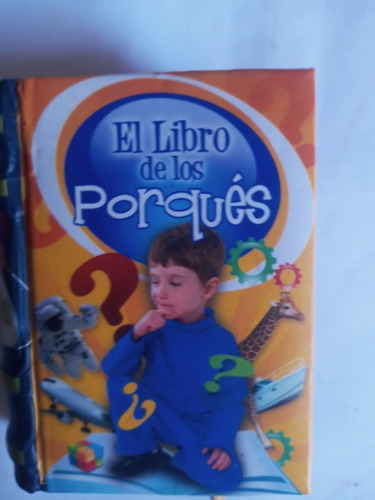 El Libro
de los
Porqués